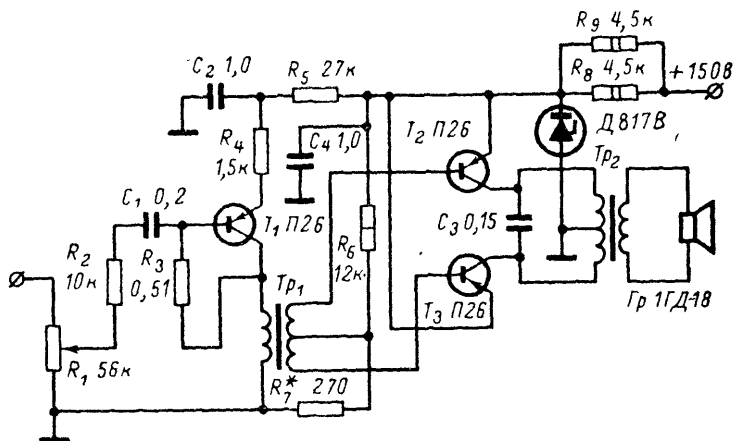 R9 4,5к
C2 1,0
R5 27к
R8 4,5к
+150В
R4
1,5к
C4 1,0
T2 П26
Д817В
Тр2
C1 0,2
T1 П26
R2
10к
R3
0,51
R6
12к
C3 0,15
Тр1
T3 П26
Гр 1ГД-18
R1 56к
R7* 270